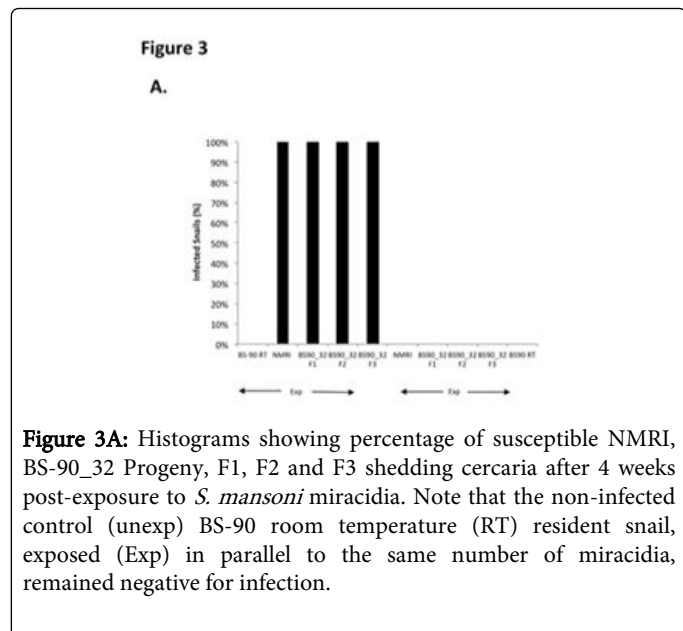 Figure 3
A.
100%
90%
80%
70%
60%
50%
40%
30%
20%
10%
0%
Infected Snails (%)
BS-90 RT NMRI BS90_32 BS90_32 BS90_32 NMRI BS90_32 BS90_32 BS90_32 BS90 RT
F1 F2 F3 F1 F2 F3
Exp Exp
Figure 3A: Histograms showing percentage of susceptible NMRI,
BS-90_32 Progeny, F1, F2 and F3 shedding cercaria after 4 weeks
post-exposure to S. mansoni miracidia. Note that the non-infected
control (unexp) BS-90 room temperature (RT) resident snail,
exposed (Exp) in parallel to the same number of miracidia,
remained negative for infection.